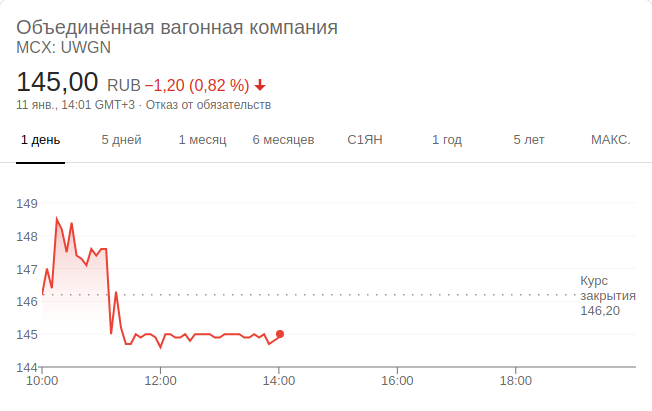 Объединённая вагонная компания
MCX: UWGN
145,00 RUB −1,20 (0,82 %)
11 янв., 14:01 GMT+3 · Отказ от обязательств
1 день 5 дней 1 месяц 6 месяцев С1ЯН 1 год 5 лет МАКС.
149
148
147
146
145
144
Курс
закрытия
146,20
10:00 12:00 14:00 16:00 18:00